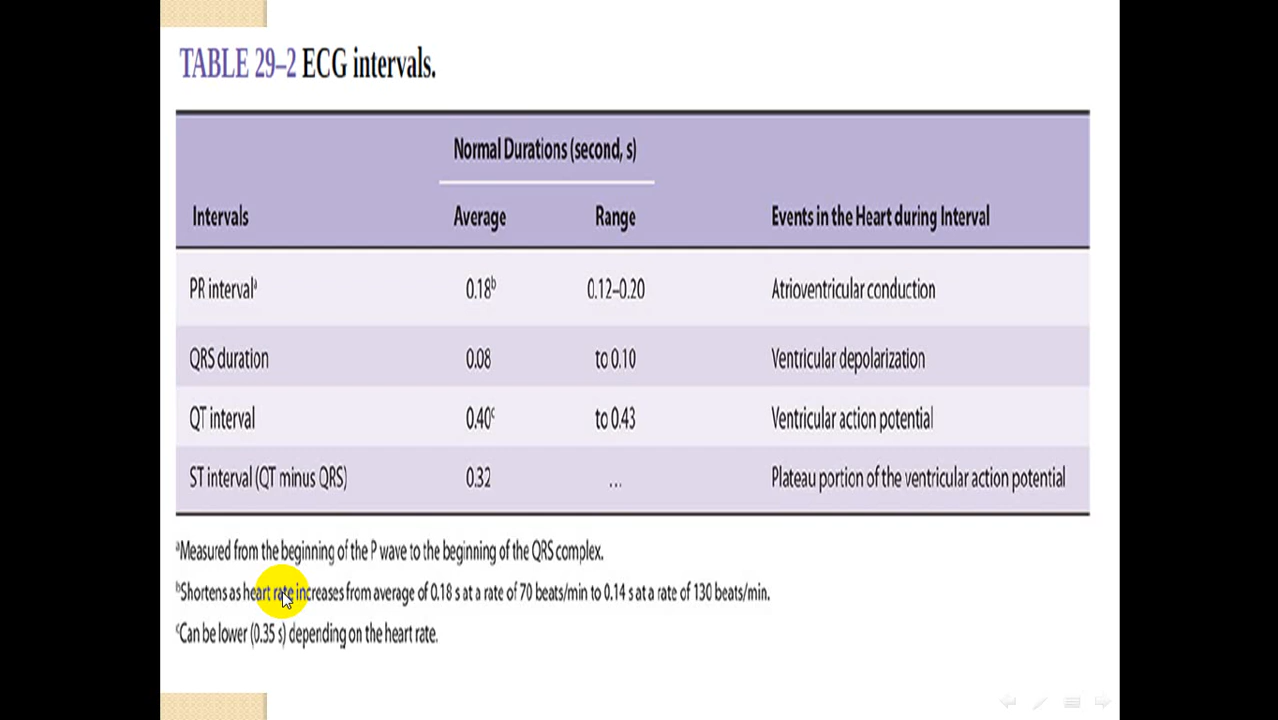 TABLE 29–2 ECG intervals.
Normal Durations (second, s)
Intervals Average Range Events in the Heart during Interval
PR intervalᵃ 0.18ᵇ 0.12–0.20 Atrioventricular conduction
QRS duration 0.08 to 0.10 Ventricular depolarization
QT interval 0.40ᶜ to 0.43 Ventricular action potential
ST interval (QT minus QRS) 0.32 ... Plateau portion of the ventricular action potential
ᵃMeasured from the beginning of the P wave to the beginning of the QRS complex.
ᵇShortens as heart rate increases from average of 0.18 s at a rate of 70 beats/min to 0.14 s at a rate of 130 beats/min.
ᶜCan be lower (0.35 s) depending on the heart rate.